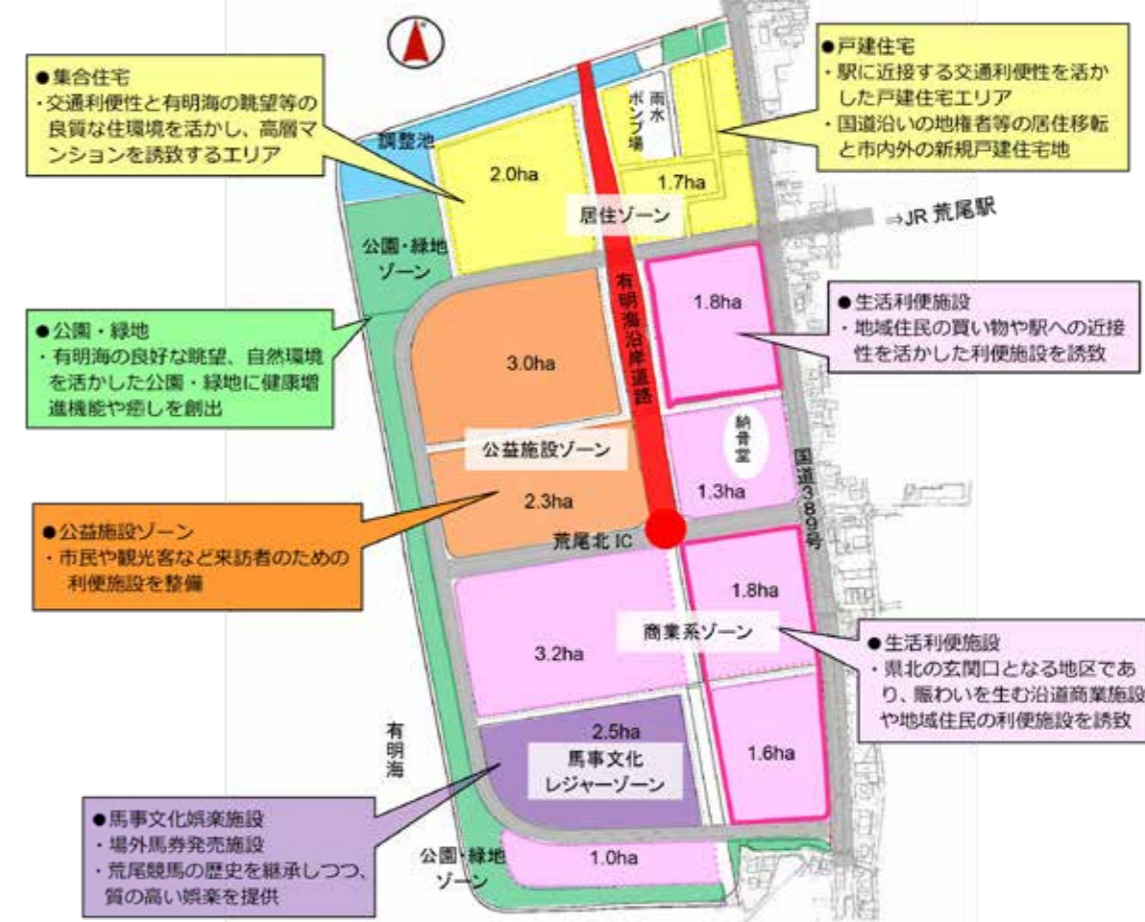 ●集合住宅
・交通利便性と有明海の眺望等の
良質な住環境を活かし、高層マ
ンションを誘致するエリア
●戸建住宅
・駅に近接する交通利便性を活か
した戸建住宅エリア
・国道沿いの地権者等の居住移転
と市内外の新規戸建住宅地
調整池
雨水
ポンプ場
2.0ha
1.7ha
居住ゾーン
⇒JR 荒尾駅
公園・緑地
ゾーン
有明海沿岸道路
1.8ha
●生活利便施設
・地域住民の買い物や駅への近接
性を活かした利便施設を誘致
●公園・緑地
・有明海の良好な眺望、自然環境
を活かした公園・緑地に健康増
進機能や癒しを創出
3.0ha
公益施設ゾーン
2.3ha
納骨堂
1.3ha
国道389号
荒尾北 IC
●公益施設ゾーン
・市民や観光客など来訪者のための
利便施設を整備
1.8ha
商業系ゾーン
3.2ha
●生活利便施設
・県北の玄関口となる地区であ
り、賑わいを生む沿道商業施設
や地域住民の利便施設を誘致
有明海
2.5ha
馬事文化
レジャーゾーン
1.6ha
●馬事文化娯楽施設
・場外馬券発売施設
・荒尾競馬の歴史を継承しつつ、
質の高い娯楽を提供
公園・緑地
ゾーン
1.0ha